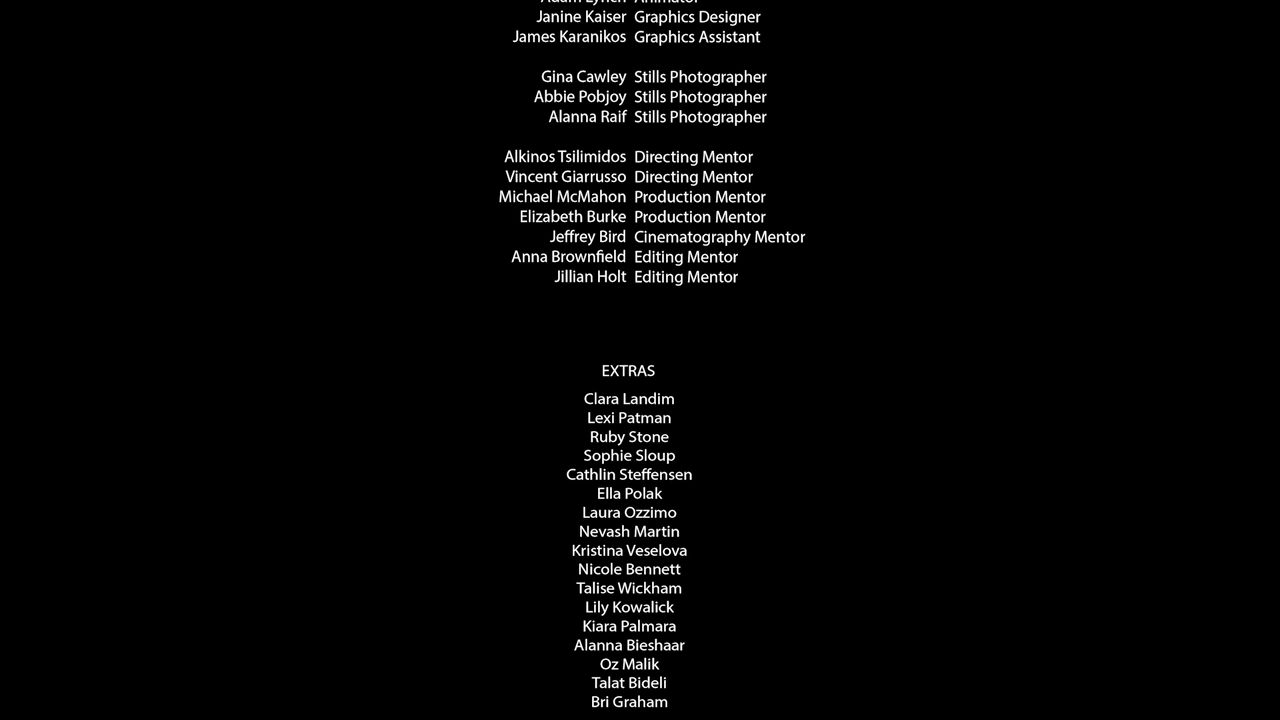 Adam Lynch Animator
Janine Kaiser Graphics Designer
James Karanikos Graphics Assistant
Gina Cawley Stills Photographer
Abbie Pobjoy Stills Photographer
Alanna Raif Stills Photographer
Alkinos Tsilimidos Directing Mentor
Vincent Giarrusso Directing Mentor
Michael McMahon Production Mentor
Elizabeth Burke Production Mentor
Jeffrey Bird Cinematography Mentor
Anna Brownfield Editing Mentor
Jillian Holt Editing Mentor
EXTRAS
Clara Landim
Lexi Patman
Ruby Stone
Sophie Sloup
Cathlin Steffensen
Ella Polak
Laura Ozzimo
Nevash Martin
Kristina Veselova
Nicole Bennett
Talise Wickham
Lily Kowalick
Kiara Palmara
Alanna Bieshaar
Oz Malik
Talat Bideli
Bri Graham